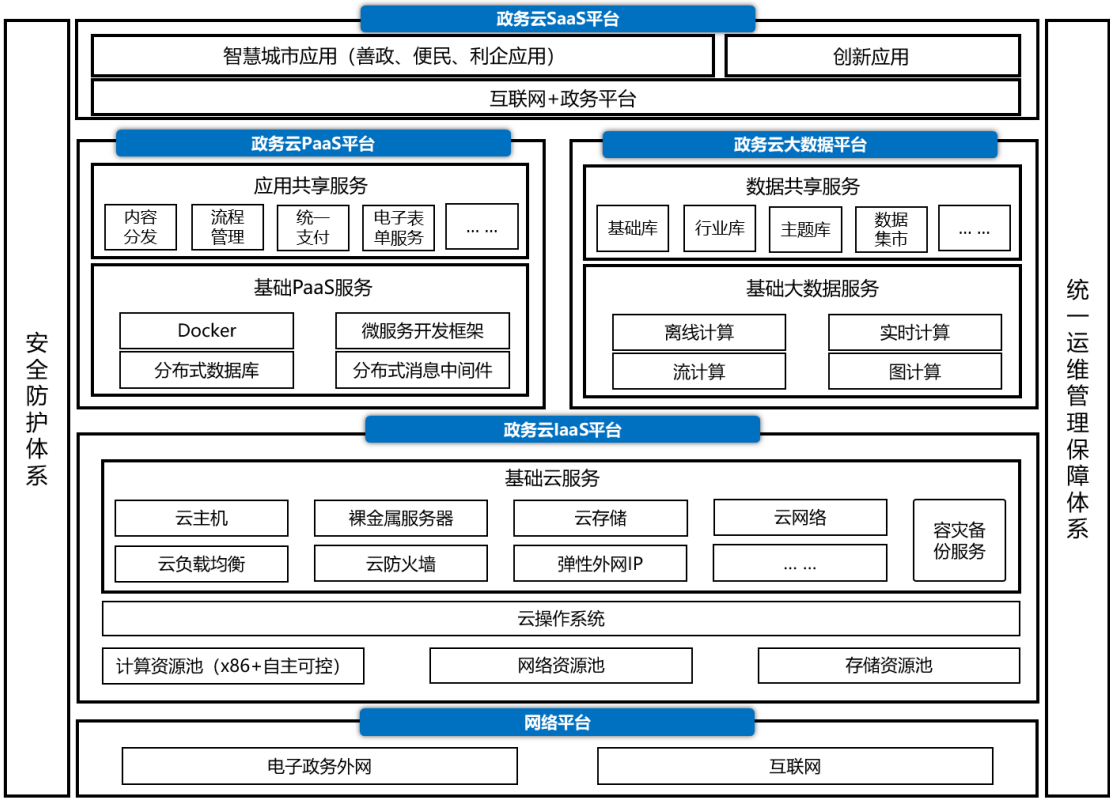 政务云SaaS平台
智慧城市应用（善政、便民、利企应用）
创新应用
互联网+政务平台
政务云PaaS平台
应用共享服务
内容
分发
流程
管理
统一
支付
电子表
单服务
... ...
基础PaaS服务
Docker
微服务开发框架
分布式数据库
分布式消息中间件
政务云大数据平台
数据共享服务
基础库
行业库
主题库
数据
集市
... ...
基础大数据服务
离线计算
实时计算
流计算
图计算
政务云IaaS平台
基础云服务
云主机
裸金属服务器
云存储
云网络
云负载均衡
云防火墙
弹性外网IP
... ...
容灾备
份服务
云操作系统
计算资源池（x86+自主可控）
网络资源池
存储资源池
网络平台
电子政务外网
互联网
安全防护体系
统一运维管理保障体系